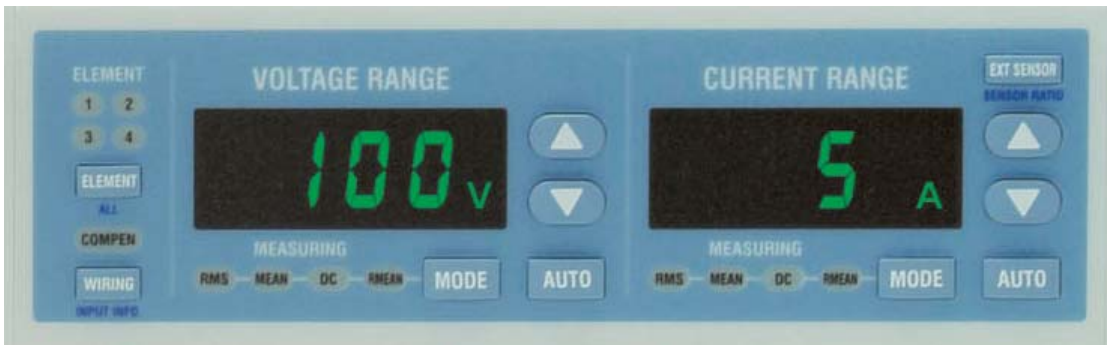 ELEMENT
1 2
3 4
ELEMENT
ALL
COMPEN
WIRING
INPUT INFO
VOLTAGE RANGE
100 V
MEASURING
RMS MEAN DC RMEAN MODE AUTO
CURRENT RANGE
EXT SENSOR
SENSOR RATIO
5 A
MEASURING
RMS MEAN DC RMEAN MODE AUTO